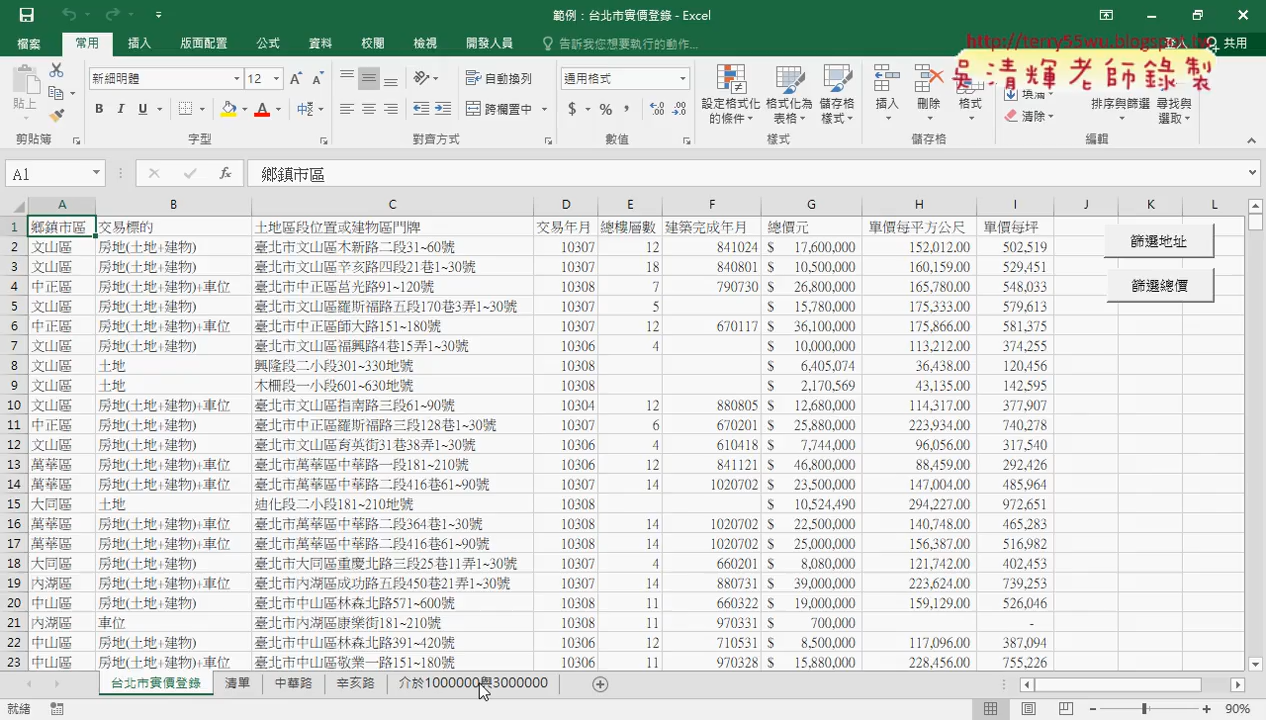 範例：台北市實價登錄 - Excel
http://terry55wu.blogspot.tw
檔案 常用 插入 版面配置 公式 資料 校閱 檢視 開發人員 告訴我您想要執行的動作... 共用
吳清輝老師錄製
新細明體 12 自動換列 通用格式
貼上 B I U 跨欄置中 $ % , 設定格式化的條件 格式化為表格 儲存格樣式 插入 刪除 格式 清除 排序與篩選 尋找與選取
剪貼簿 字型 對齊方式 數值 樣式 儲存格 編輯
A1 fx 鄉鎮市區
A B C D E F G H I J K L
1 鄉鎮市區 交易標的 土地區段位置或建物區門牌 交易年月 總樓層數 建築完成年月 總價元 單價每平方公尺 單價每坪
2 文山區 房地(土地+建物) 臺北市文山區木新路二段31~60號 10307 12 841024 $ 17,600,000 152,012.00 502,519
篩選地址
3 文山區 房地(土地+建物) 臺北市文山區辛亥路四段21巷1~30號 10307 18 840801 $ 10,500,000 160,159.00 529,451
4 中正區 房地(土地+建物)+車位 臺北市中正區莒光路91~120號 10307 7 790730 $ 26,800,000 165,780.00 548,033
篩選總價
5 文山區 房地(土地+建物) 臺北市文山區羅斯福路五段170巷3弄1~30號 10307 5 $ 15,780,000 175,333.00 579,613
6 中正區 房地(土地+建物)+車位 臺北市中正區師大路151~180號 10307 12 670117 $ 36,100,000 175,866.00 581,375
7 文山區 房地(土地+建物) 臺北市文山區福興路4巷15弄1~30號 10306 4 $ 10,000,000 113,212.00 374,255
8 文山區 土地 興隆段二小段301~330地號 10308 $ 6,405,074 36,438.00 120,456
9 文山區 土地 木柵段一小段601~630地號 10308 $ 2,170,569 43,135.00 142,595
10 文山區 房地(土地+建物)+車位 臺北市文山區指南路三段61~90號 10304 12 880805 $ 12,680,000 114,317.00 377,907
11 中正區 房地(土地+建物) 臺北市中正區羅斯福路三段128巷1~30號 10307 6 670201 $ 25,880,000 223,934.00 740,278
12 文山區 房地(土地+建物) 臺北市文山區育英街31巷38弄1~30號 10306 4 610418 $ 7,744,000 96,056.00 317,540
13 萬華區 房地(土地+建物) 臺北市萬華區中華路一段181~210號 10306 12 841121 $ 46,800,000 88,459.00 292,426
14 萬華區 房地(土地+建物)+車位 臺北市萬華區中華路二段416巷61~90號 10307 14 1020702 $ 23,500,000 147,004.00 485,964
15 大同區 土地 迪化段二小段181~210地號 10308 $ 10,524,490 294,227.00 972,651
16 萬華區 房地(土地+建物)+車位 臺北市萬華區中華路二段364巷1~30號 10308 14 1020702 $ 22,500,000 140,748.00 465,283
17 萬華區 房地(土地+建物)+車位 臺北市萬華區中華路二段416巷61~90號 10308 14 1020702 $ 25,000,000 156,387.00 516,982
18 大同區 房地(土地+建物) 臺北市大同區重慶北路三段25巷11弄1~30號 10307 4 660201 $ 8,080,000 121,742.00 402,453
19 內湖區 房地(土地+建物)+車位 臺北市內湖區成功路五段450巷21弄1~30號 10307 14 880731 $ 39,000,000 223,624.00 739,253
20 中山區 房地(土地+建物) 臺北市中山區林森北路571~600號 10308 11 660322 $ 19,000,000 159,129.00 526,046
21 內湖區 車位 臺北市內湖區康樂街181~210號 10308 11 970331 $ 700,000 -
22 中山區 房地(土地+建物) 臺北市中山區林森北路391~420號 10306 12 710531 $ 8,500,000 117,096.00 387,094
23 中山區 房地(土地+建物)+車位 臺北市中山區敬業一路151~180號 10306 11 970328 $ 15,880,000 228,456.00 755,226
台北市實價登錄 清單 中華路 辛亥路 介於1000000與3000000
就緒 90%